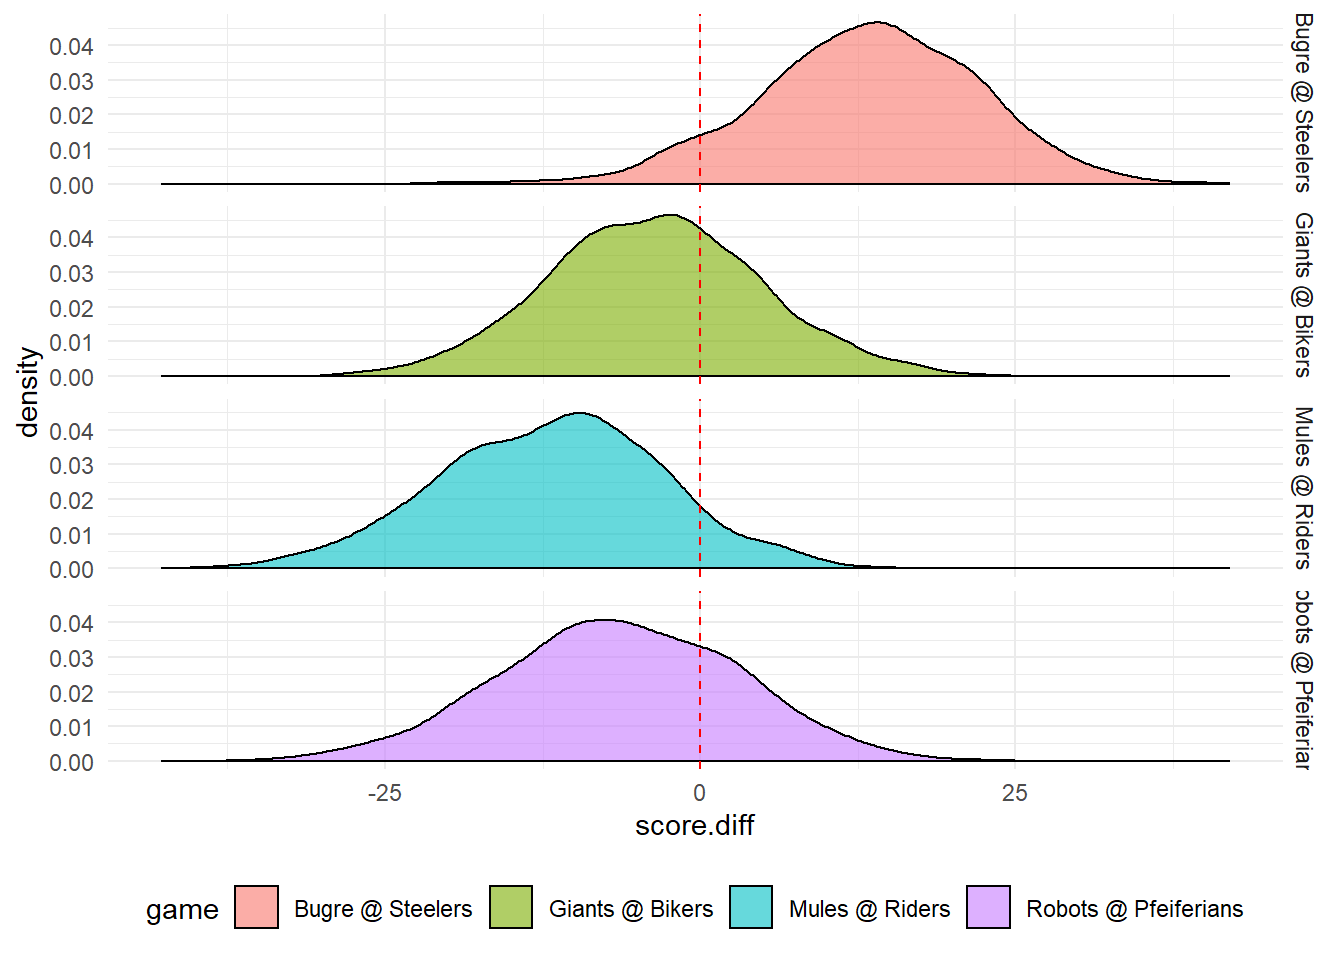 0.04
0.03
0.02
0.01
0.00
Bugre @ Steelers
0.04
0.03
0.02
0.01
0.00
Giants @ Bikers
0.04
0.03
0.02
0.01
0.00
Mules @ Riders
0.04
0.03
0.02
0.01
0.00
obots @ Pfeiferiar
density
-25 0 25
score.diff
game Bugre @ Steelers Giants @ Bikers Mules @ Riders Robots @ Pfeiferians